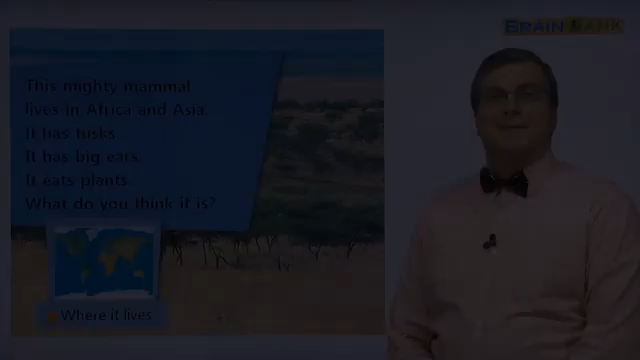 BRAIN BANK
This mighty mammal
lives in Africa and Asia.
It has tusks.
It has big ears.
It eats plants.
What do you think it is?
Where it lives